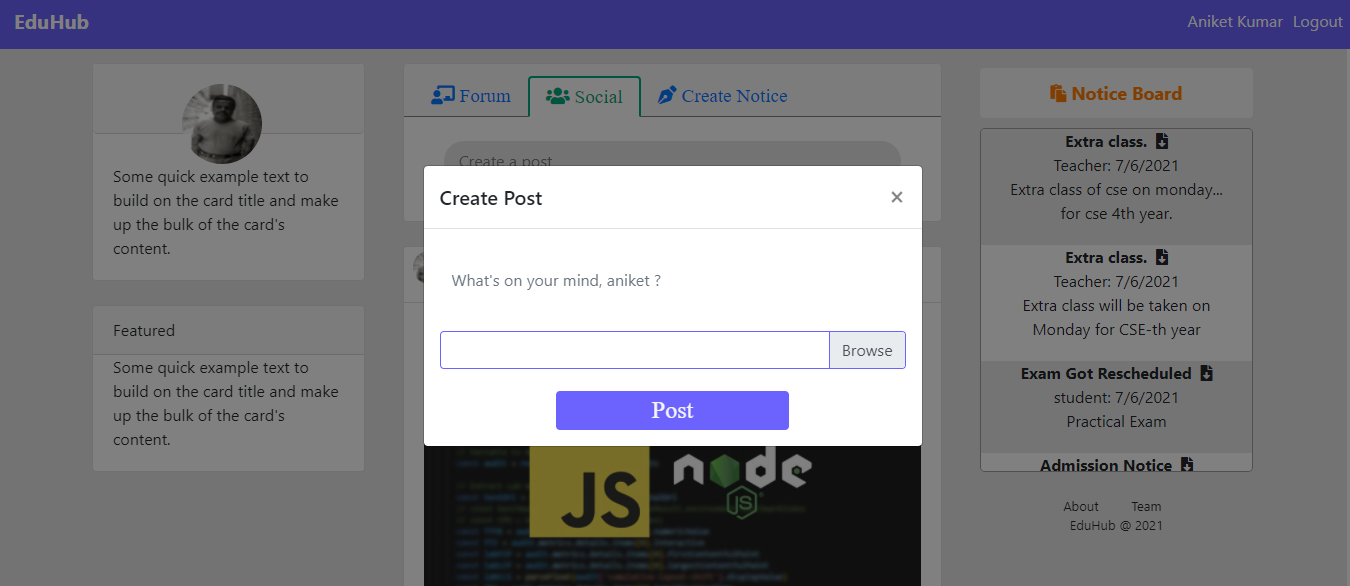 EduHub
Aniket Kumar Logout
Some quick example text to
build on the card title and make
up the bulk of the card's
content.
Featured
Some quick example text to
build on the card title and make
up the bulk of the card's
content.
Forum Social Create Notice
Create a post
Create Post ×
What's on your mind, aniket ?
Browse
Post
JS
node
JS
Notice Board
Extra class.
Teacher: 7/6/2021
Extra class of cse on monday...
for cse 4th year.
Extra class.
Teacher: 7/6/2021
Extra class will be taken on
Monday for CSE-th year
Exam Got Rescheduled
student: 7/6/2021
Practical Exam
Admission Notice
About Team
EduHub @ 2021